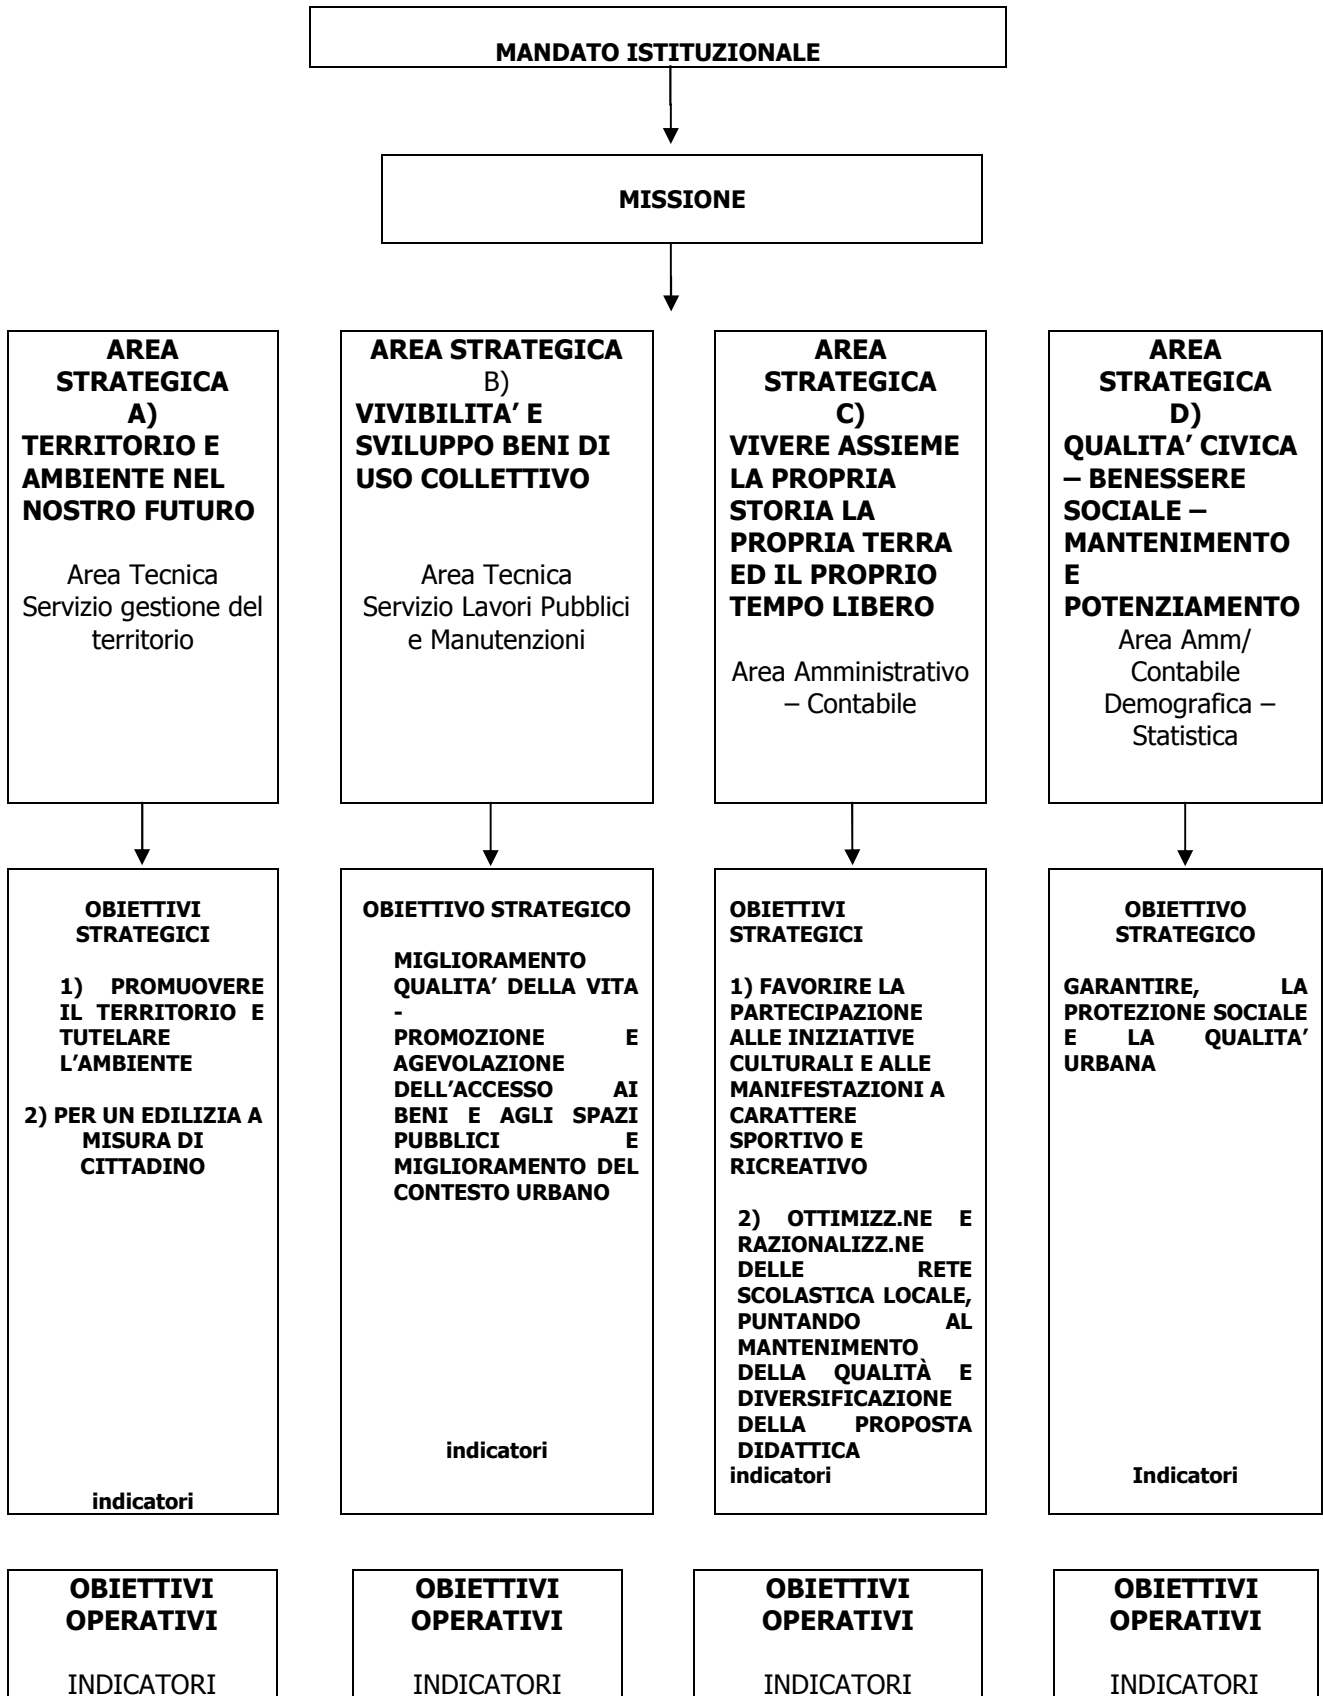 MANDATO ISTITUZIONALE
MISSIONE
AREA
STRATEGICA
A)
TERRITORIO E
AMBIENTE NEL
NOSTRO FUTURO
Area Tecnica
Servizio gestione del
territorio
AREA STRATEGICA
B)
VIVIBILITA’ E
SVILUPPO BENI DI
USO COLLETTIVO
Area Tecnica
Servizio Lavori Pubblici
e Manutenzioni
AREA
STRATEGICA
C)
VIVERE ASSIEME
LA PROPRIA
STORIA LA
PROPRIA TERRA
ED IL PROPRIO
TEMPO LIBERO
Area Amministrativo
– Contabile
AREA
STRATEGICA
D)
QUALITA’ CIVICA
– BENESSERE
SOCIALE –
MANTENIMENTO
E
POTENZIAMENTO
Area Amm/
Contabile
Demografica –
Statistica
OBIETTIVI
STRATEGICI
1) PROMUOVERE
IL TERRITORIO E
TUTELARE
L’AMBIENTE
2) PER UN EDILIZIA A
MISURA DI
CITTADINO
indicatori
OBIETTIVO STRATEGICO
MIGLIORAMENTO
QUALITA’ DELLA VITA
-
PROMOZIONE E
AGEVOLAZIONE
DELL’ACCESSO AI
BENI E AGLI SPAZI
PUBBLICI E
MIGLIORAMENTO DEL
CONTESTO URBANO
indicatori
OBIETTIVI
STRATEGICI
1) FAVORIRE LA
PARTECIPAZIONE
ALLE INIZIATIVE
CULTURALI E ALLE
MANIFESTAZIONI A
CARATTERE
SPORTIVO E
RICREATIVO
2) OTTIMIZZ.NE E
RAZIONALIZZ.NE
DELLE RETE
SCOLASTICA LOCALE,
PUNTANDO AL
MANTENIMENTO
DELLA QUALITÀ E
DIVERSIFICAZIONE
DELLA PROPOSTA
DIDATTICA
indicatori
OBIETTIVO
STRATEGICO
GARANTIRE, LA
PROTEZIONE SOCIALE
E LA QUALITA’
URBANA
Indicatori
OBIETTIVI
OPERATIVI
INDICATORI
OBIETTIVI
OPERATIVI
INDICATORI
OBIETTIVI
OPERATIVI
INDICATORI
OBIETTIVI
OPERATIVI
INDICATORI